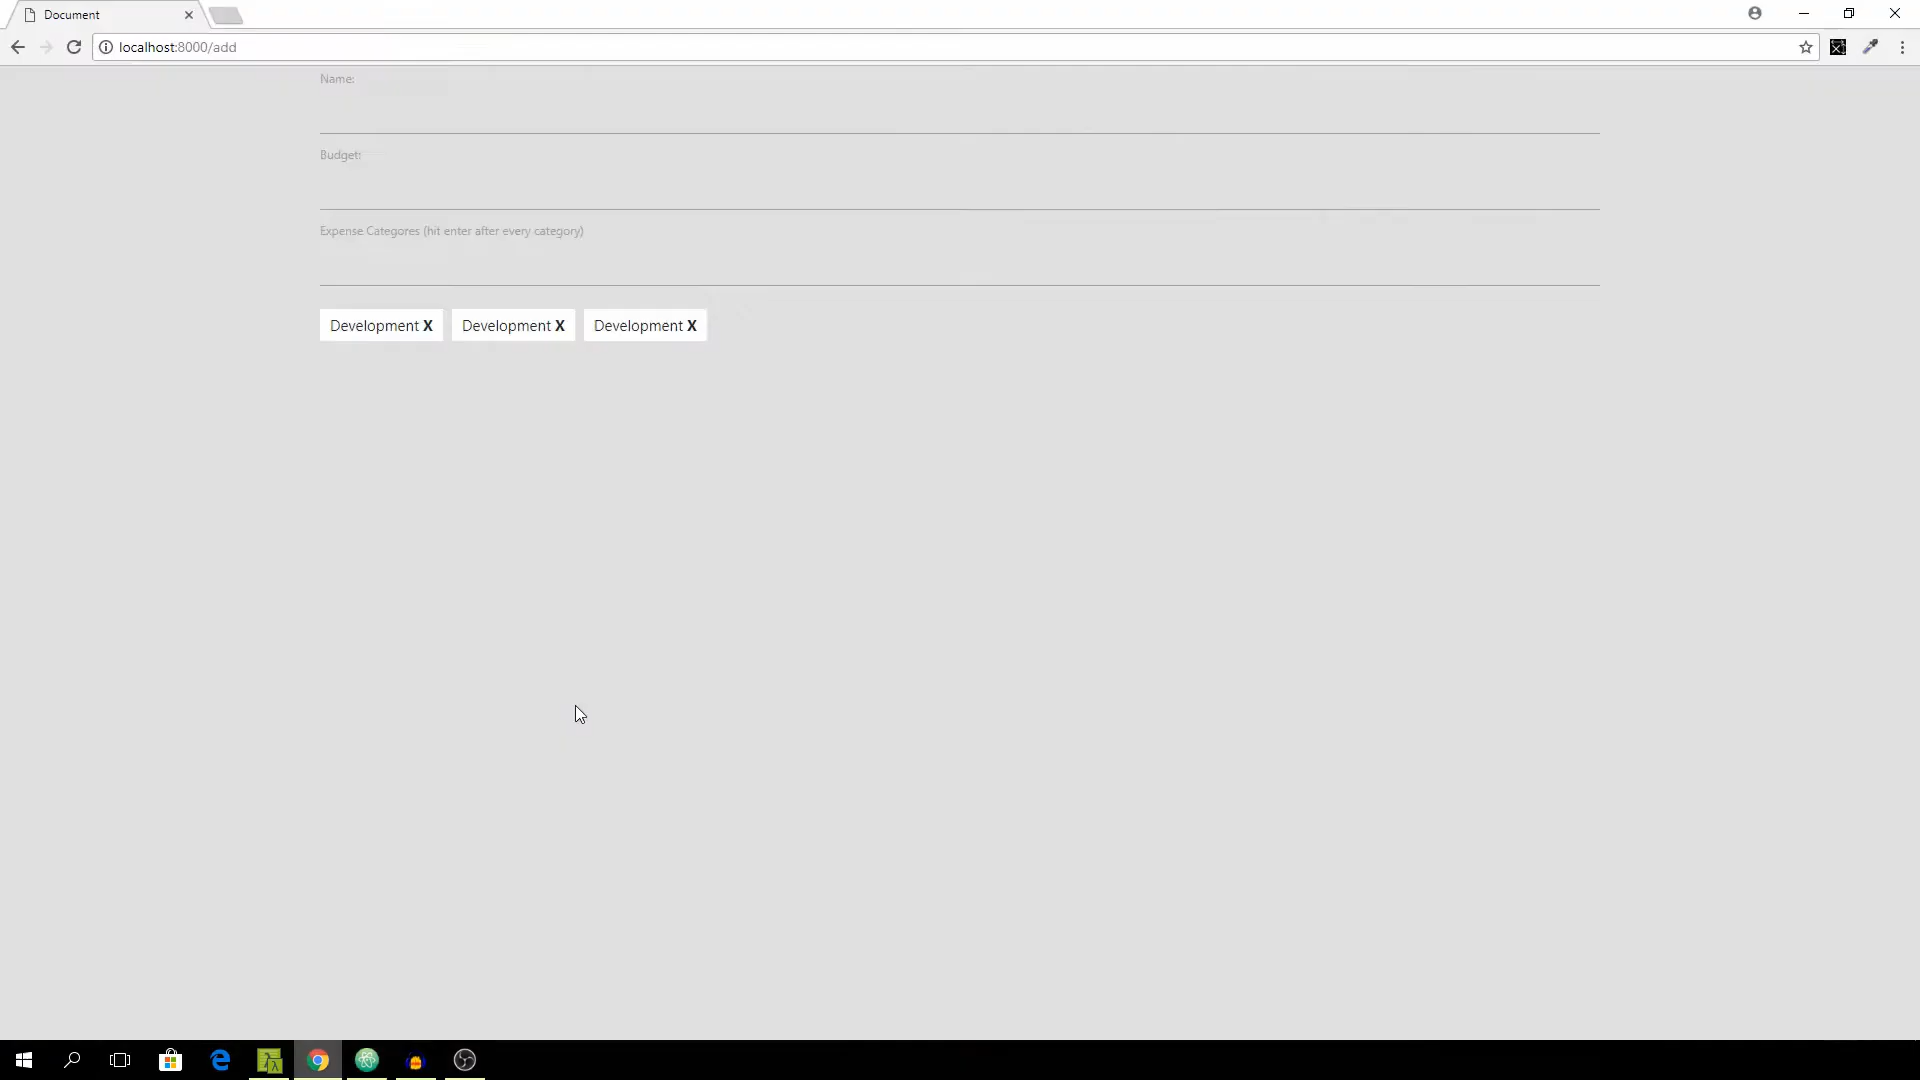 Document
localhost:8000/add
Name:
Budget:
Expense Categores (hit enter after every category)
Development X Development X Development X